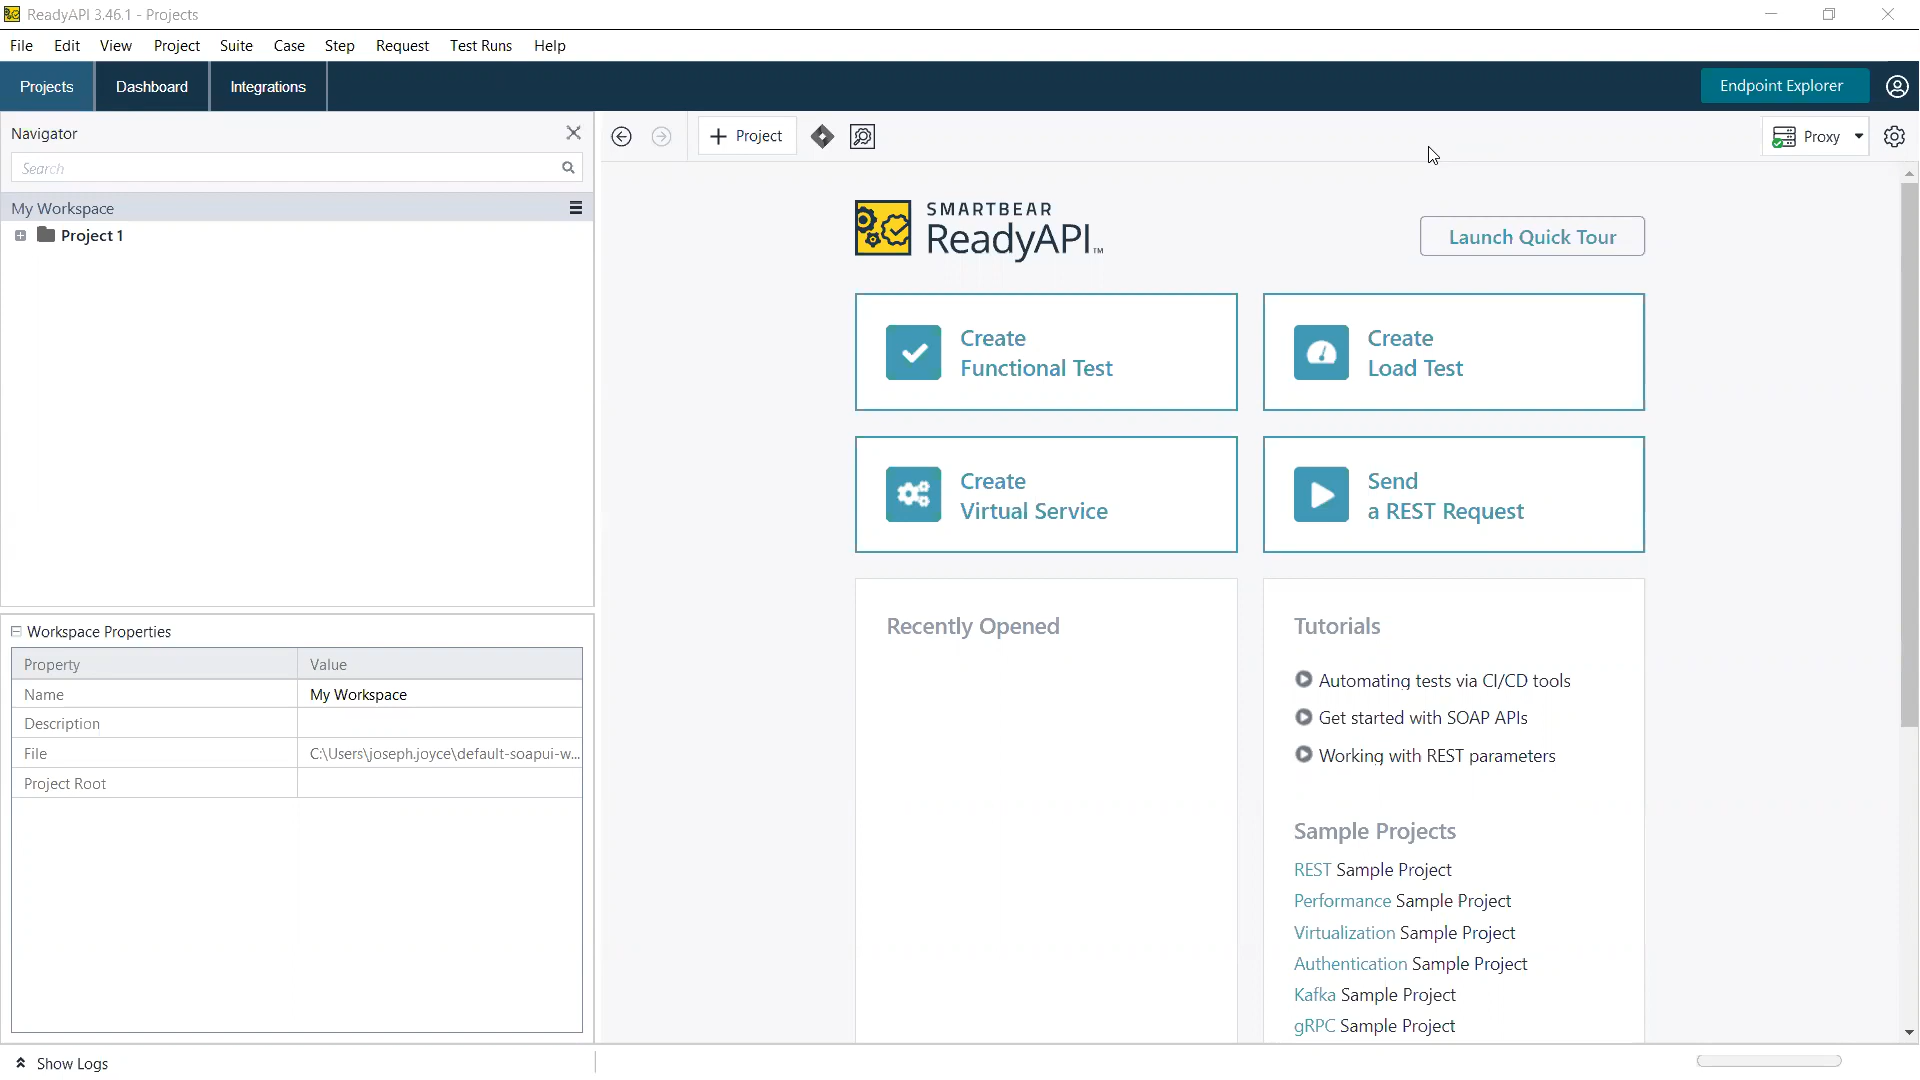 ReadyAPI 3.46.1 - Projects
File Edit View Project Suite Case Step Request Test Runs Help
Projects Dashboard Integrations Endpoint Explorer
Navigator
Project
Proxy
Search
My Workspace
Project 1
SMARTBEAR
ReadyAPI™
Launch Quick Tour
Create
Functional Test
Create
Load Test
Create
Virtual Service
Send
a REST Request
Workspace Properties
Property Value
Name My Workspace
Description
File C:\Users\joseph.joyce\default-soapui-w...
Project Root
Recently Opened
Tutorials
Automating tests via CI/CD tools
Get started with SOAP APIs
Working with REST parameters
Sample Projects
REST Sample Project
Performance Sample Project
Virtualization Sample Project
Authentication Sample Project
Kafka Sample Project
gRPC Sample Project
Show Logs